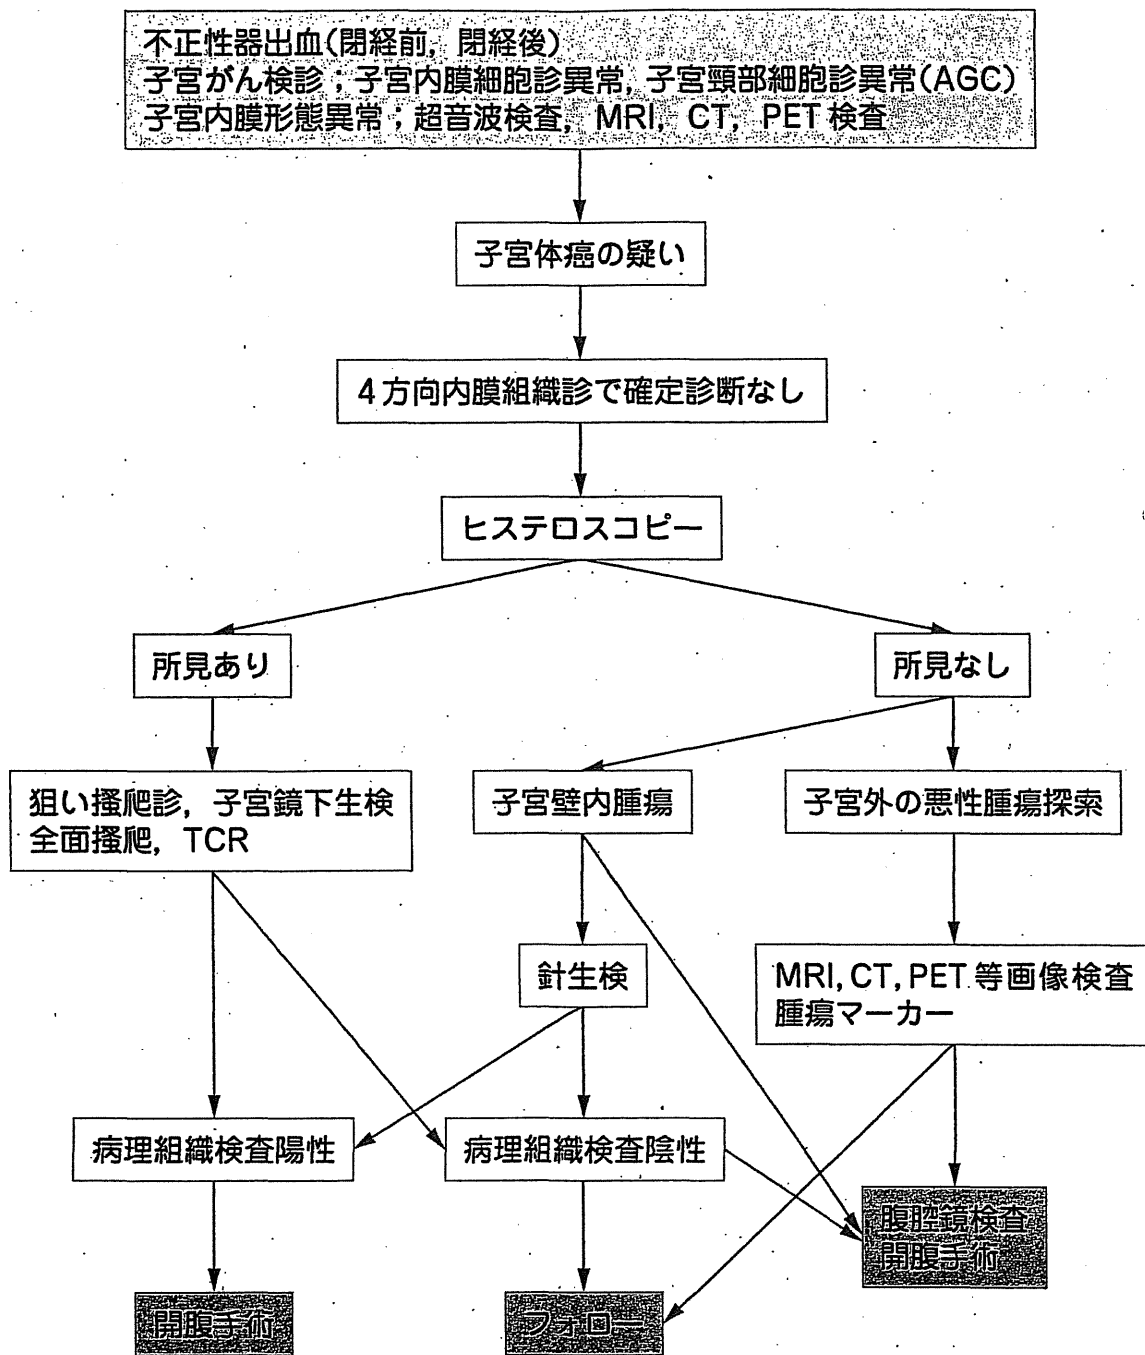 不正性器出血(閉経前，閉経後)
子宮がん検診；子宮内膜細胞診異常，子宮頸部細胞診異常(AGC)
子宮内膜形態異常；超音波検査，MRI，CT，PET検査
子宮体癌の疑い
4方向内膜組織診で確定診断なし
ヒステロスコピー
所見あり
所見なし
狙い掻爬診，子宮鏡下生検
全面掻爬，TCR
子宮壁内腫瘍
子宮外の悪性腫瘍探索
針生検
MRI，CT，PET等画像検査
腫瘍マーカー
病理組織検査陽性
病理組織検査陰性
腹腔鏡検査
開腹手術
開腹手術
フォロー